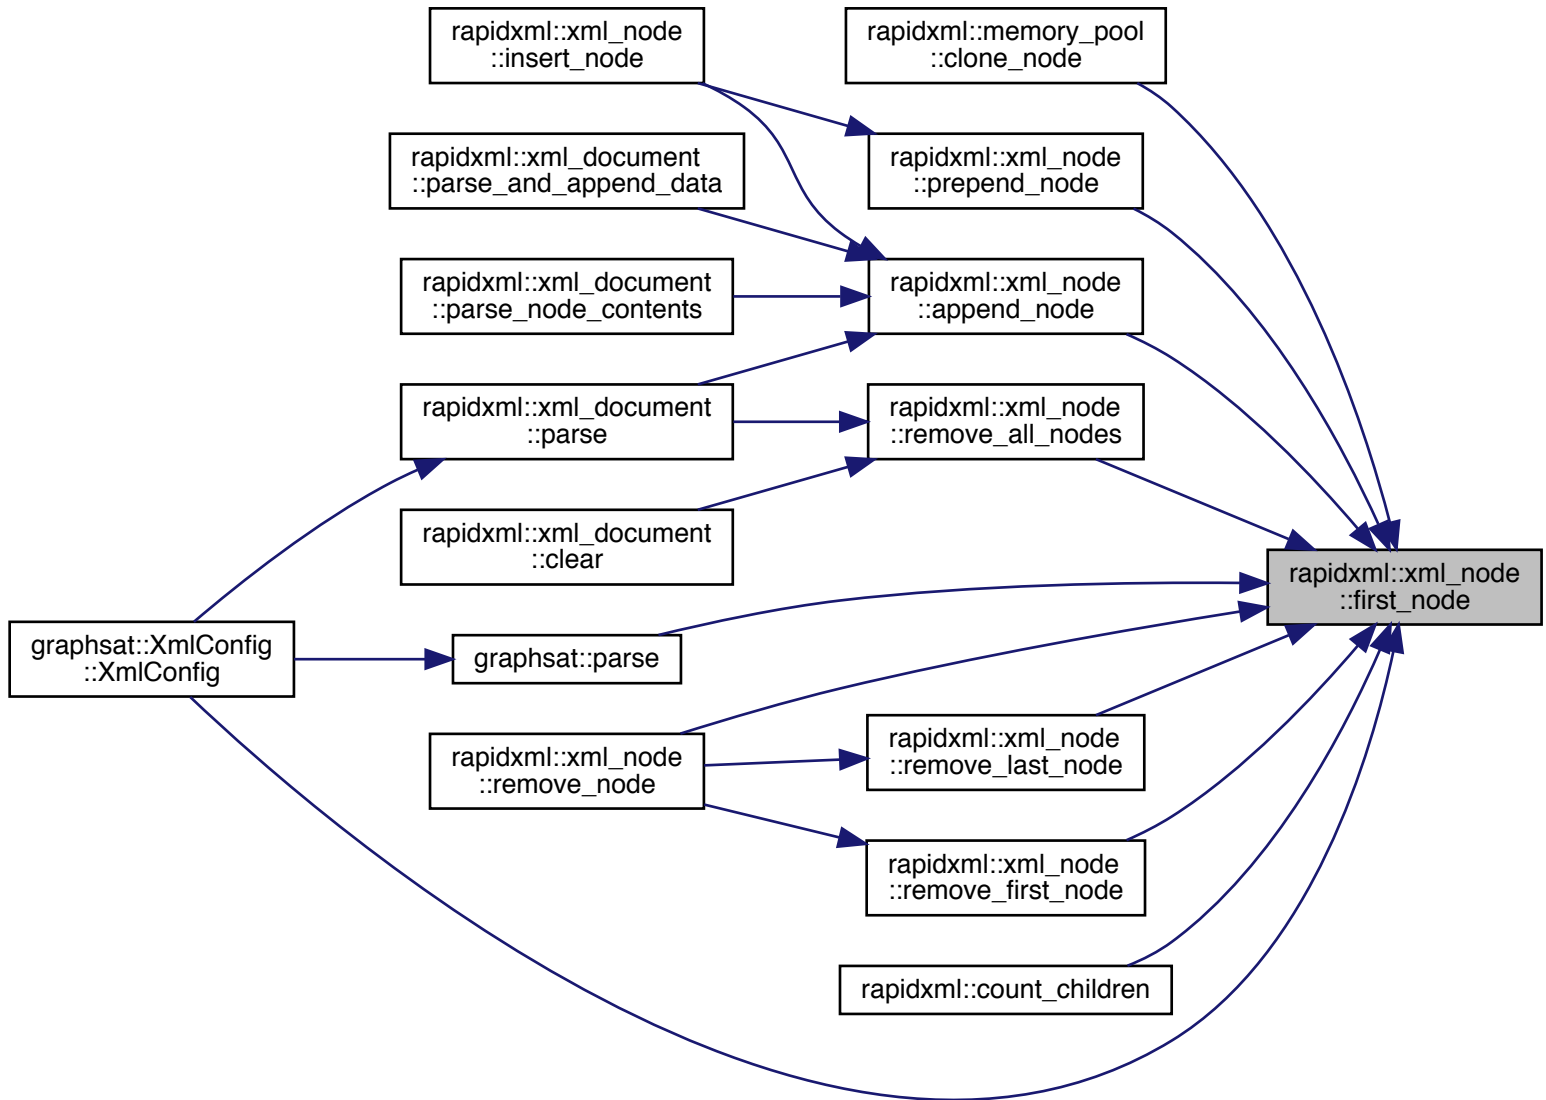 rapidxml::xml_node
::insert_node
rapidxml::memory_pool
::clone_node
rapidxml::xml_document
::parse_and_append_data
rapidxml::xml_node
::prepend_node
rapidxml::xml_document
::parse_node_contents
rapidxml::xml_node
::append_node
rapidxml::xml_document
::parse
rapidxml::xml_node
::remove_all_nodes
rapidxml::xml_document
::clear
rapidxml::xml_node
::first_node
graphsat::XmlConfig
::XmlConfig
graphsat::parse
rapidxml::xml_node
::remove_node
rapidxml::xml_node
::remove_last_node
rapidxml::xml_node
::remove_first_node
rapidxml::count_children